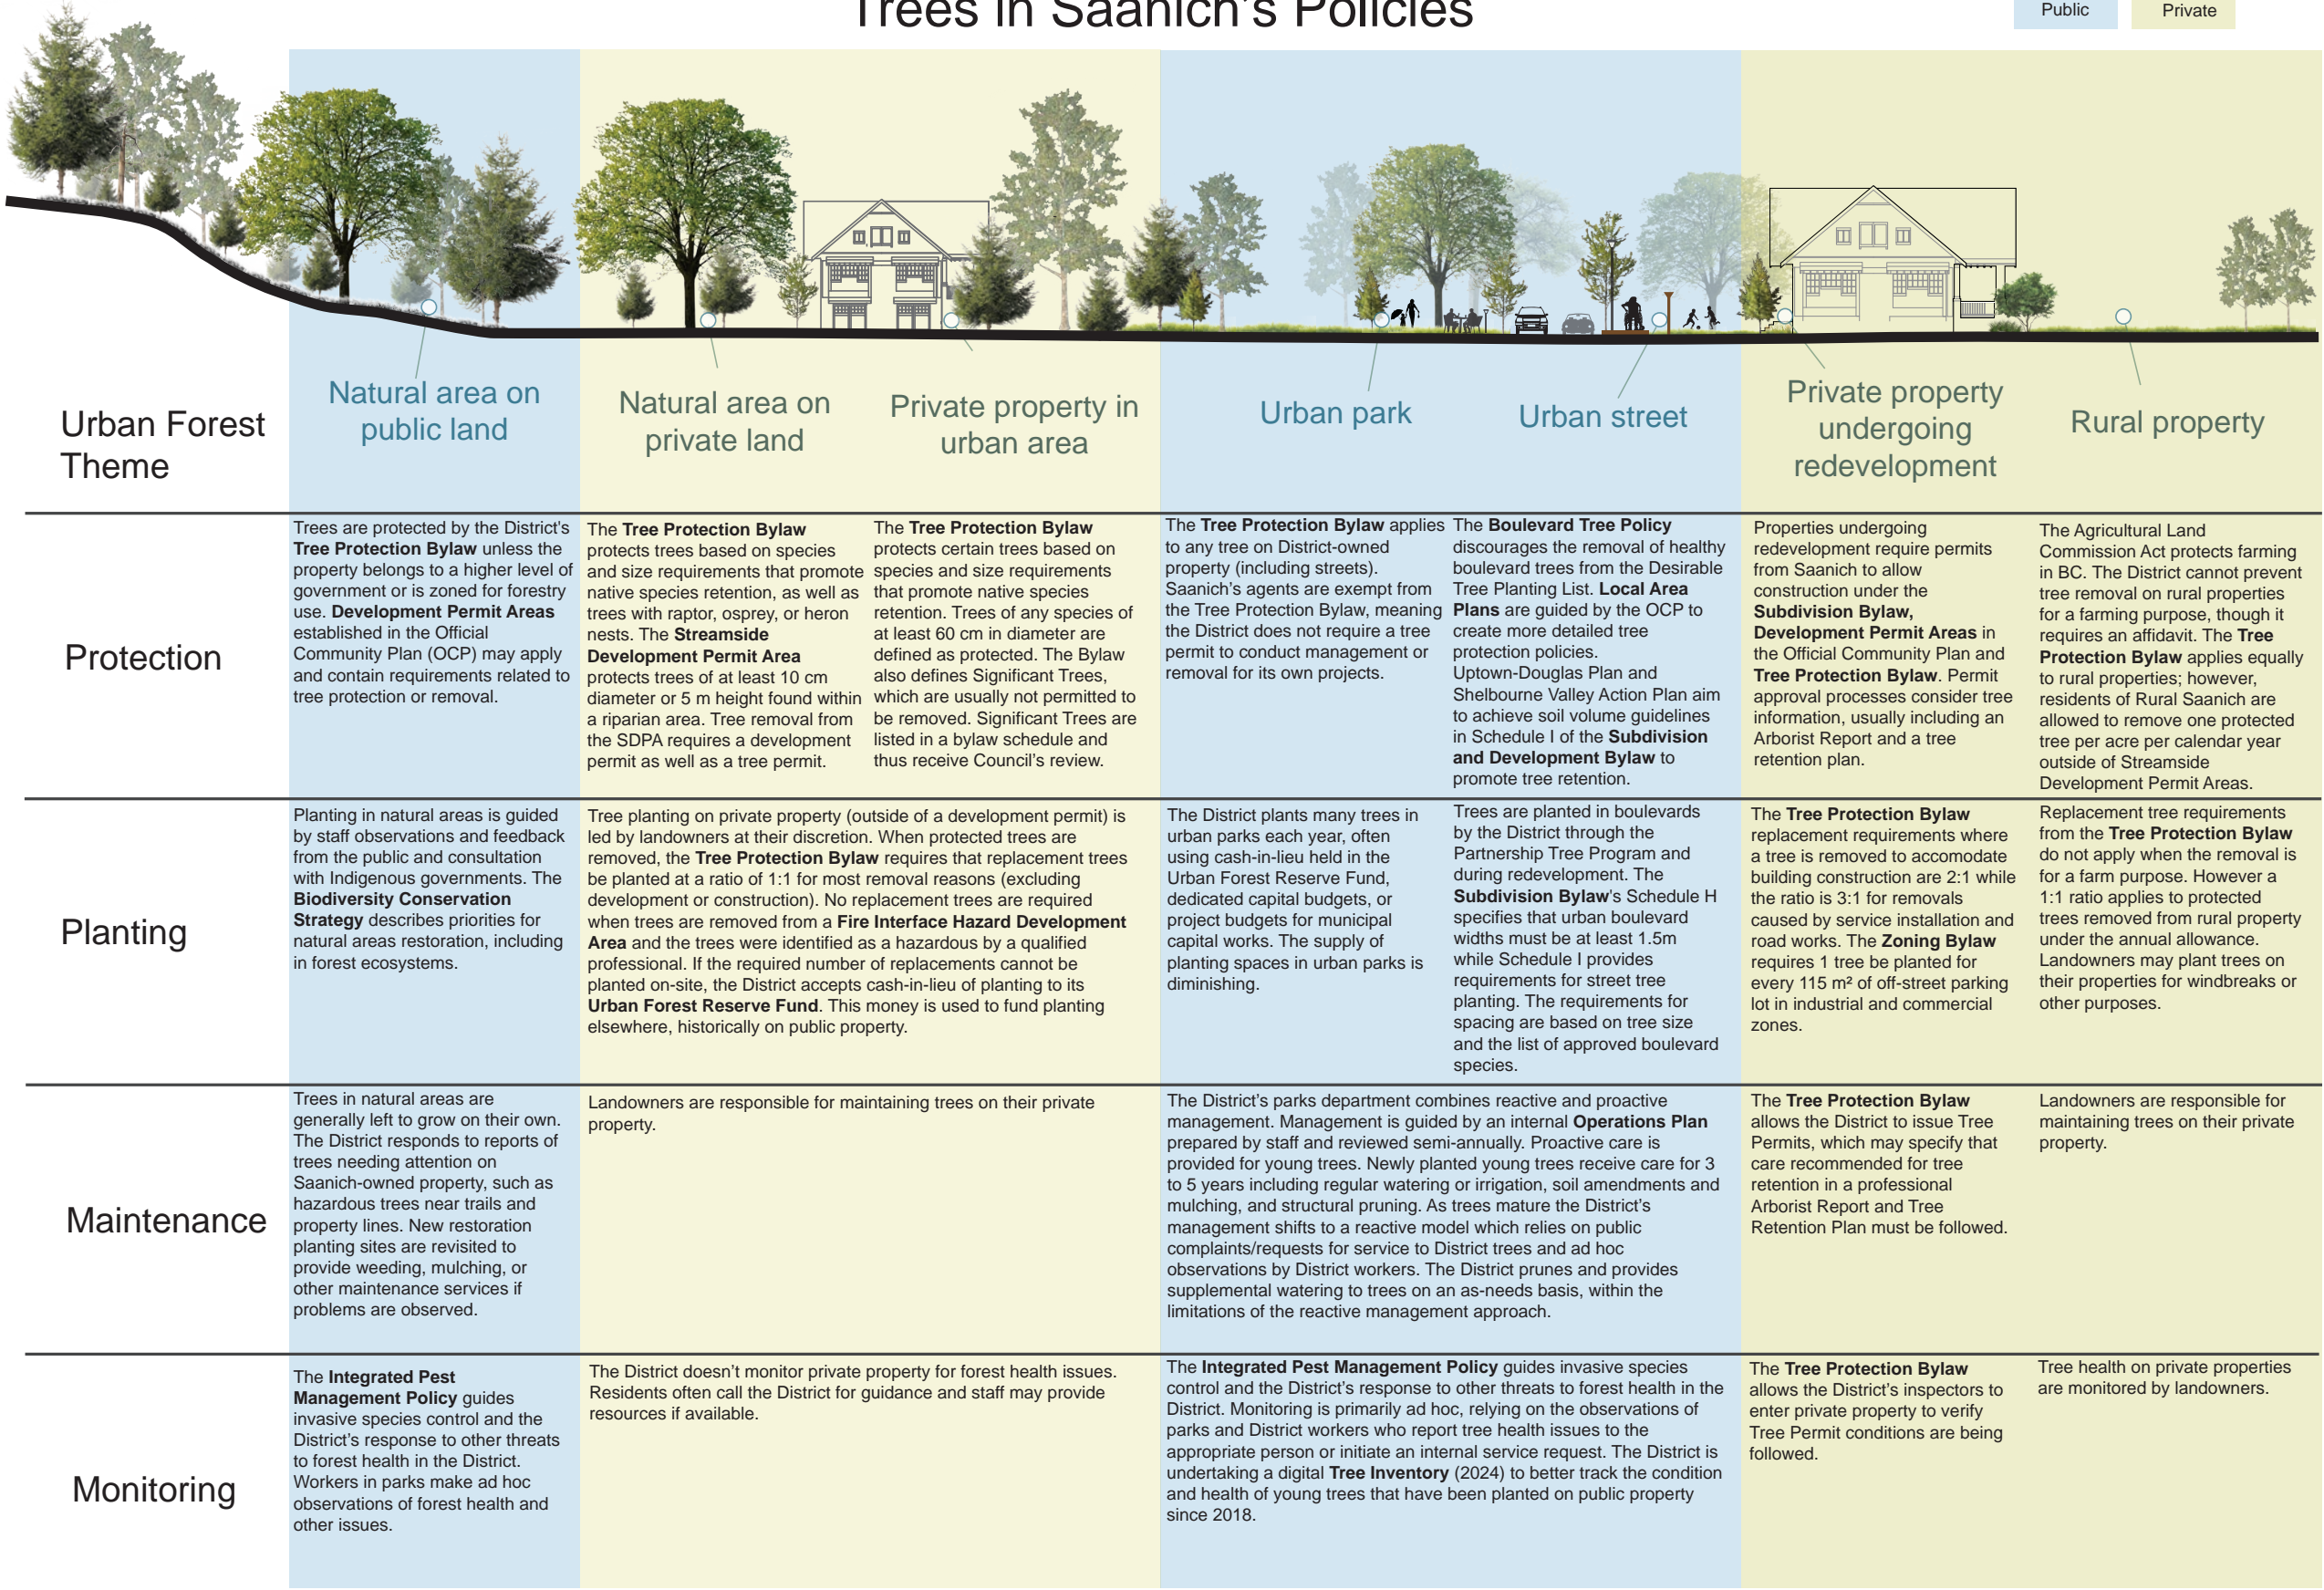 Trees in Saanich's Policies
Public
Private
Urban Forest
Theme
Natural area on
public land
Natural area on
private land
Private property in
urban area
Urban park
Urban street
Private property
undergoing
redevelopment
Rural property
Protection
Trees are protected by the District's
Tree Protection Bylaw unless the
property belongs to a higher level of
government or is zoned for forestry
use. Development Permit Areas
established in the Official
Community Plan (OCP) may apply
and contain requirements related to
tree protection or removal.
The Tree Protection Bylaw
protects trees based on species
and size requirements that promote
native species retention, as well as
trees with raptor, osprey, or heron
nests. The Streamside
Development Permit Area
protects trees of at least 10 cm
diameter or 5 m height found within
a riparian area. Tree removal from
the SDPA requires a development
permit as well as a tree permit.
The Tree Protection Bylaw
protects certain trees based on
species and size requirements
that promote native species
retention. Trees of any species of
at least 60 cm in diameter are
defined as protected. The Bylaw
also defines Significant Trees,
which are usually not permitted to
be removed. Significant Trees are
listed in a bylaw schedule and
thus receive Council's review.
The Tree Protection Bylaw applies
to any tree on District-owned
property (including streets).
Saanich's agents are exempt from
the Tree Protection Bylaw, meaning
the District does not require a tree
permit to conduct management or
removal for its own projects.
The Boulevard Tree Policy
discourages the removal of healthy
boulevard trees from the Desirable
Tree Planting List. Local Area
Plans are guided by the OCP to
create more detailed tree
protection policies.
Uptown-Douglas Plan and
Shelbourne Valley Action Plan aim
to achieve soil volume guidelines
in Schedule I of the Subdivision
and Development Bylaw to
promote tree retention.
Properties undergoing
redevelopment require permits
from Saanich to allow
construction under the
Subdivision Bylaw,
Development Permit Areas in
the Official Community Plan and
Tree Protection Bylaw. Permit
approval processes consider tree
information, usually including an
Arborist Report and a tree
retention plan.
The Agricultural Land
Commission Act protects farming
in BC. The District cannot prevent
tree removal on rural properties
for a farming purpose, though it
requires an affidavit. The Tree
Protection Bylaw applies equally
to rural properties; however,
residents of Rural Saanich are
allowed to remove one protected
tree per acre per calendar year
outside of Streamside
Development Permit Areas.
Planting
Planting in natural areas is guided
by staff observations and feedback
from the public and consultation
with Indigenous governments. The
Biodiversity Conservation
Strategy describes priorities for
natural areas restoration, including
in forest ecosystems.
Tree planting on private property (outside of a development permit) is
led by landowners at their discretion. When protected trees are
removed, the Tree Protection Bylaw requires that replacement trees
be planted at a ratio of 1:1 for most removal reasons (excluding
development or construction). No replacement trees are required
when trees are removed from a Fire Interface Hazard Development
Area and the trees were identified as a hazardous by a qualified
professional. If the required number of replacements cannot be
planted on-site, the District accepts cash-in-lieu of planting to its
Urban Forest Reserve Fund. This money is used to fund planting
elsewhere, historically on public property.
The District plants many trees in
urban parks each year, often
using cash-in-lieu held in the
Urban Forest Reserve Fund,
dedicated capital budgets, or
project budgets for municipal
capital works. The supply of
planting spaces in urban parks is
diminishing.
Trees are planted in boulevards
by the District through the
Partnership Tree Program and
during redevelopment. The
Subdivision Bylaw's Schedule H
specifies that urban boulevard
widths must be at least 1.5m
while Schedule I provides
requirements for street tree
planting. The requirements for
spacing are based on tree size
and the list of approved boulevard
species.
The Tree Protection Bylaw
replacement requirements where
a tree is removed to accomodate
building construction are 2:1 while
the ratio is 3:1 for removals
caused by service installation and
road works. The Zoning Bylaw
requires 1 tree be planted for
every 115 m² of off-street parking
lot in industrial and commercial
zones.
Replacement tree requirements
from the Tree Protection Bylaw
do not apply when the removal is
for a farm purpose. However a
1:1 ratio applies to protected
trees removed from rural property
under the annual allowance.
Landowners may plant trees on
their properties for windbreaks or
other purposes.
Maintenance
Trees in natural areas are
generally left to grow on their own.
The District responds to reports of
trees needing attention on
Saanich-owned property, such as
hazardous trees near trails and
property lines. New restoration
planting sites are revisited to
provide weeding, mulching, or
other maintenance services if
problems are observed.
Landowners are responsible for maintaining trees on their private
property.
The District's parks department combines reactive and proactive
management. Management is guided by an internal Operations Plan
prepared by staff and reviewed semi-annually. Proactive care is
provided for young trees. Newly planted young trees receive care for 3
to 5 years including regular watering or irrigation, soil amendments and
mulching, and structural pruning. As trees mature the District's
management shifts to a reactive model which relies on public
complaints/requests for service to District trees and ad hoc
observations by District workers. The District prunes and provides
supplemental watering to trees on an as-needs basis, within the
limitations of the reactive management approach.
The Tree Protection Bylaw
allows the District to issue Tree
Permits, which may specify that
care recommended for tree
retention in a professional
Arborist Report and Tree
Retention Plan must be followed.
Landowners are responsible for
maintaining trees on their private
property.
Monitoring
The Integrated Pest
Management Policy guides
invasive species control and the
District's response to other threats
to forest health in the District.
Workers in parks make ad hoc
observations of forest health and
other issues.
The District doesn't monitor private property for forest health issues.
Residents often call the District for guidance and staff may provide
resources if available.
The Integrated Pest Management Policy guides invasive species
control and the District's response to other threats to forest health in the
District. Monitoring is primarily ad hoc, relying on the observations of
parks and District workers who report tree health issues to the
appropriate person or initiate an internal service request. The District is
undertaking a digital Tree Inventory (2024) to better track the condition
and health of young trees that have been planted on public property
since 2018.
The Tree Protection Bylaw
allows the District's inspectors to
enter private property to verify
Tree Permit conditions are being
followed.
Tree health on private properties
are monitored by landowners.